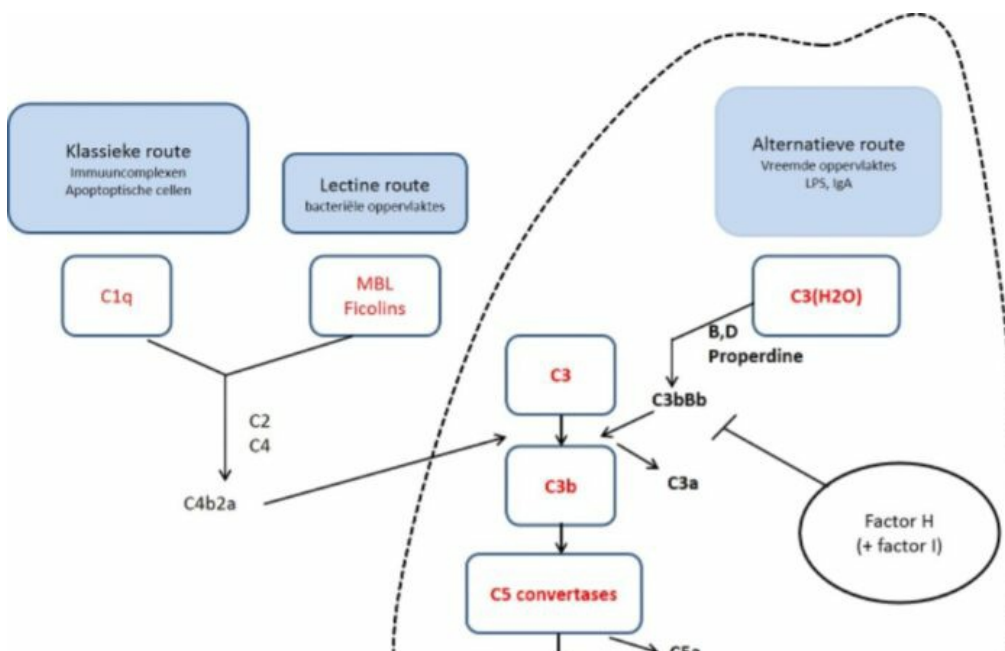 Klassieke route
Immuuncomplexen
Apoptoptische cellen
Lectine route
bacteriële oppervlaktes
Alternatieve route
Vreemde oppervlaktes
LPS, IgA
C1q
MBL
Ficolins
C3(H2O)
B,D
Properdine
C3
C3bBb
C2
C4
C4b2a
C3b
C3a
Factor H
(+ factor I)
C5 convertases